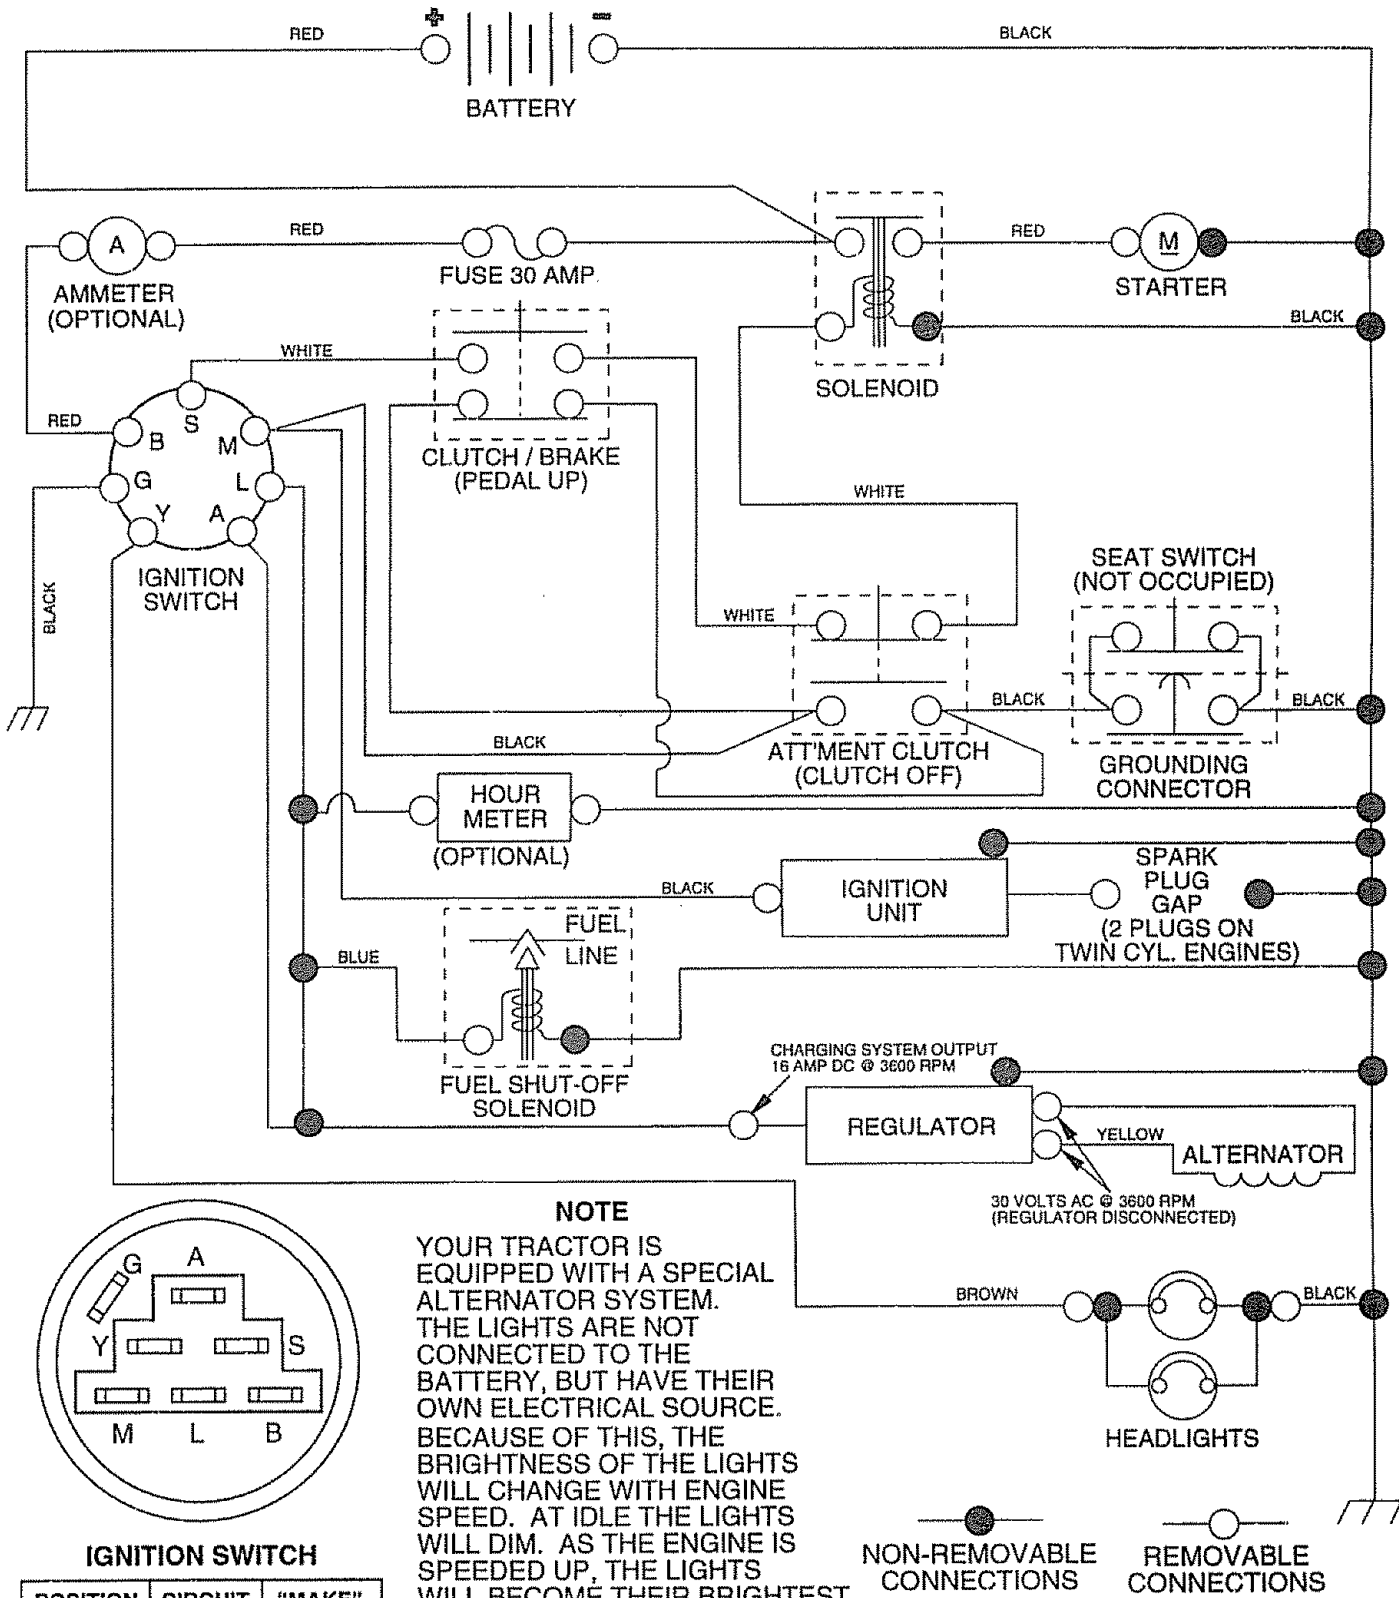 +
-
RED
BLACK
BATTERY
A
RED
FUSE 30 AMP.
RED
M
STARTER
AMMETER
(OPTIONAL)
BLACK
WHITE
SOLENOID
RED
S
B
M
G
L
Y
A
CLUTCH / BRAKE
(PEDAL UP)
WHITE
IGNITION
SWITCH
BLACK
SEAT SWITCH
(NOT OCCUPIED)
WHITE
BLACK
BLACK
BLACK
ATT'MENT CLUTCH
(CLUTCH OFF)
GROUNDING
CONNECTOR
HOUR
METER
(OPTIONAL)
BLACK
IGNITION
UNIT
SPARK
PLUG
GAP
(2 PLUGS ON
TWIN CYL. ENGINES)
FUEL
LINE
BLUE
FUEL SHUT-OFF
SOLENOID
CHARGING SYSTEM OUTPUT
16 AMP DC @ 3600 RPM
REGULATOR
YELLOW
ALTERNATOR
30 VOLTS AC @ 3600 RPM
(REGULATOR DISCONNECTED)
BROWN
BLACK
HEADLIGHTS
G
A
Y
S
M
L
B
IGNITION SWITCH
POSITION CIRCUIT "MAKE"
NOTE
YOUR TRACTOR IS
EQUIPPED WITH A SPECIAL
ALTERNATOR SYSTEM.
THE LIGHTS ARE NOT
CONNECTED TO THE
BATTERY, BUT HAVE THEIR
OWN ELECTRICAL SOURCE.
BECAUSE OF THIS, THE
BRIGHTNESS OF THE LIGHTS
WILL CHANGE WITH ENGINE
SPEED. AT IDLE THE LIGHTS
WILL DIM. AS THE ENGINE IS
SPEEDED UP, THE LIGHTS
WILL BECOME THEIR BRIGHTEST
NON-REMOVABLE
CONNECTIONS
REMOVABLE
CONNECTIONS